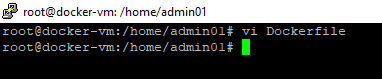 root@docker-vm: /home/admin01
root@docker-vm:/home/admin01# vi Dockerfile
root@docker-vm:/home/admin01#